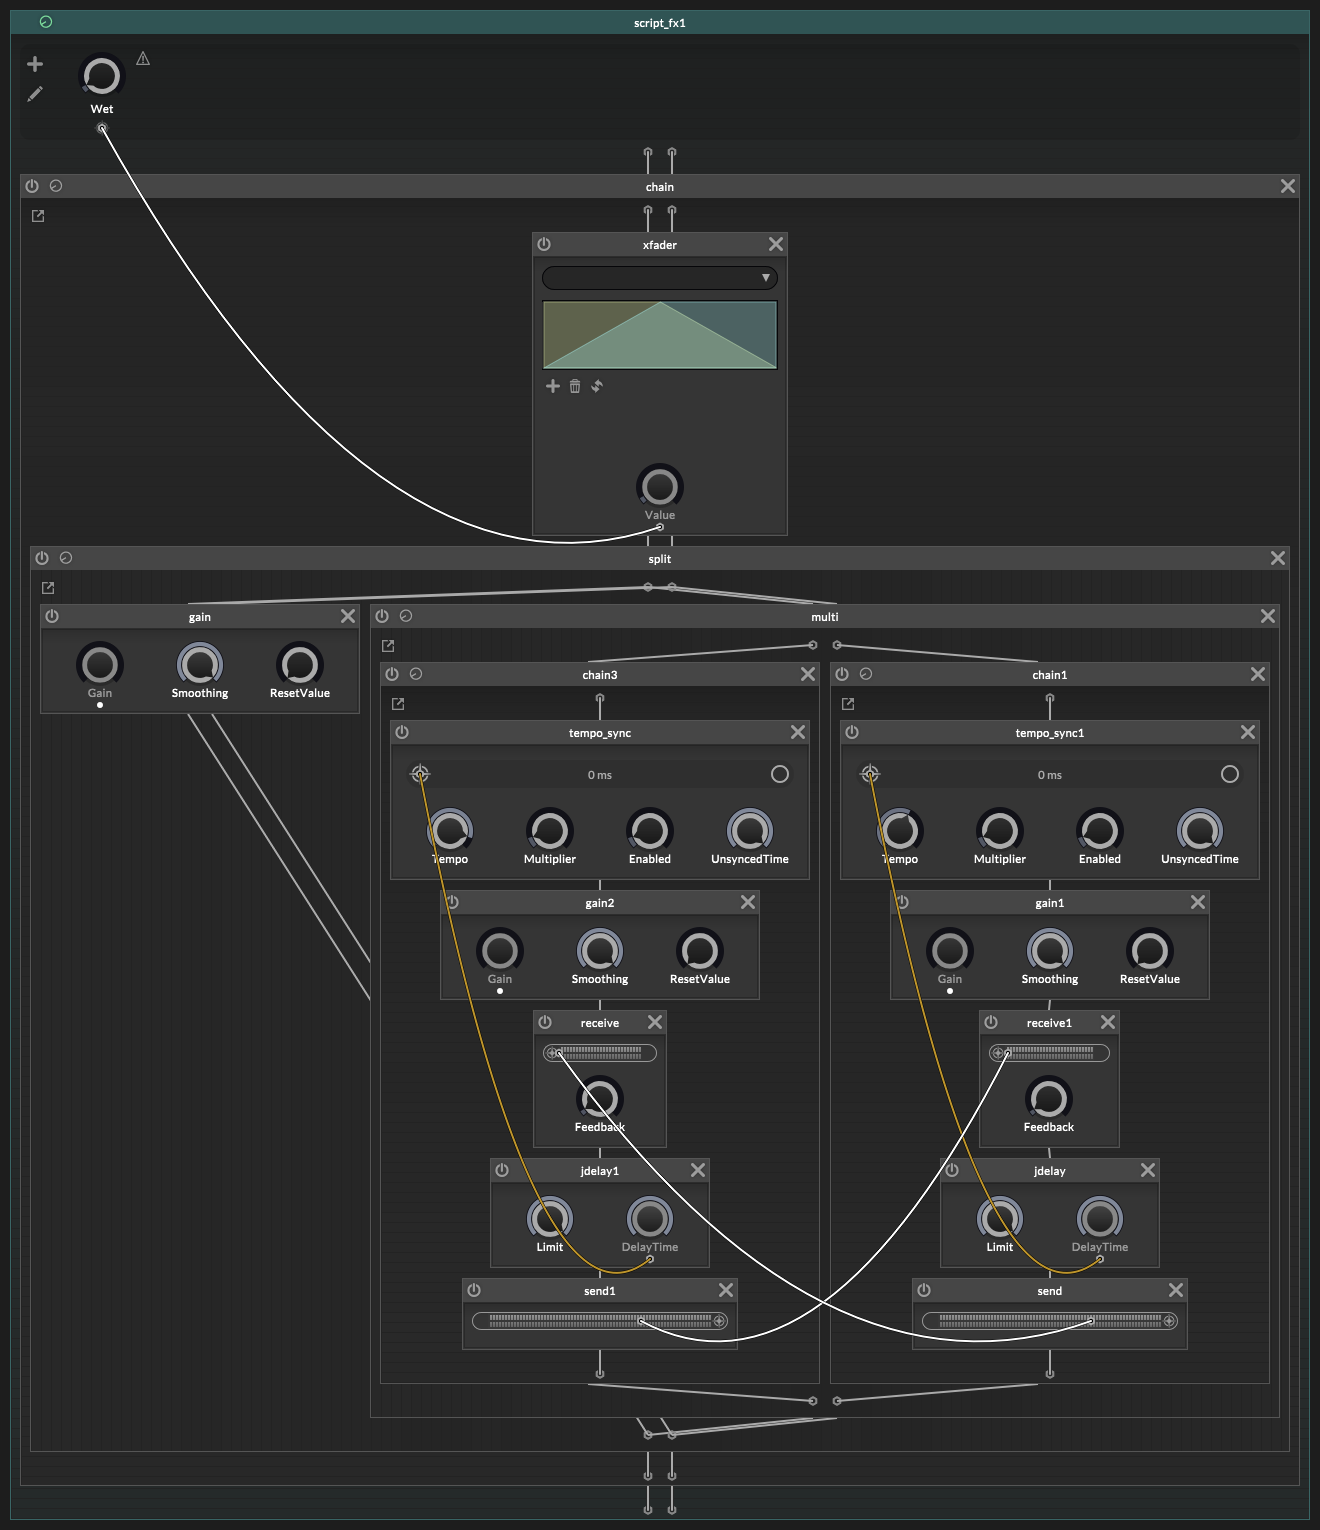 script_fx1
Wet
chain
xfader
Value
split
gain
multi
Gain
Smoothing
ResetValue
chain3
chain1
tempo_sync
tempo_sync1
0 ms
0 ms
Tempo
Multiplier
Enabled
UnsyncedTime
Tempo
Multiplier
Enabled
UnsyncedTime
gain2
gain1
Gain
Smoothing
ResetValue
Gain
Smoothing
ResetValue
receive
receive1
Feedback
Feedback
jdelay1
jdelay
Limit
DelayTime
Limit
DelayTime
send1
send